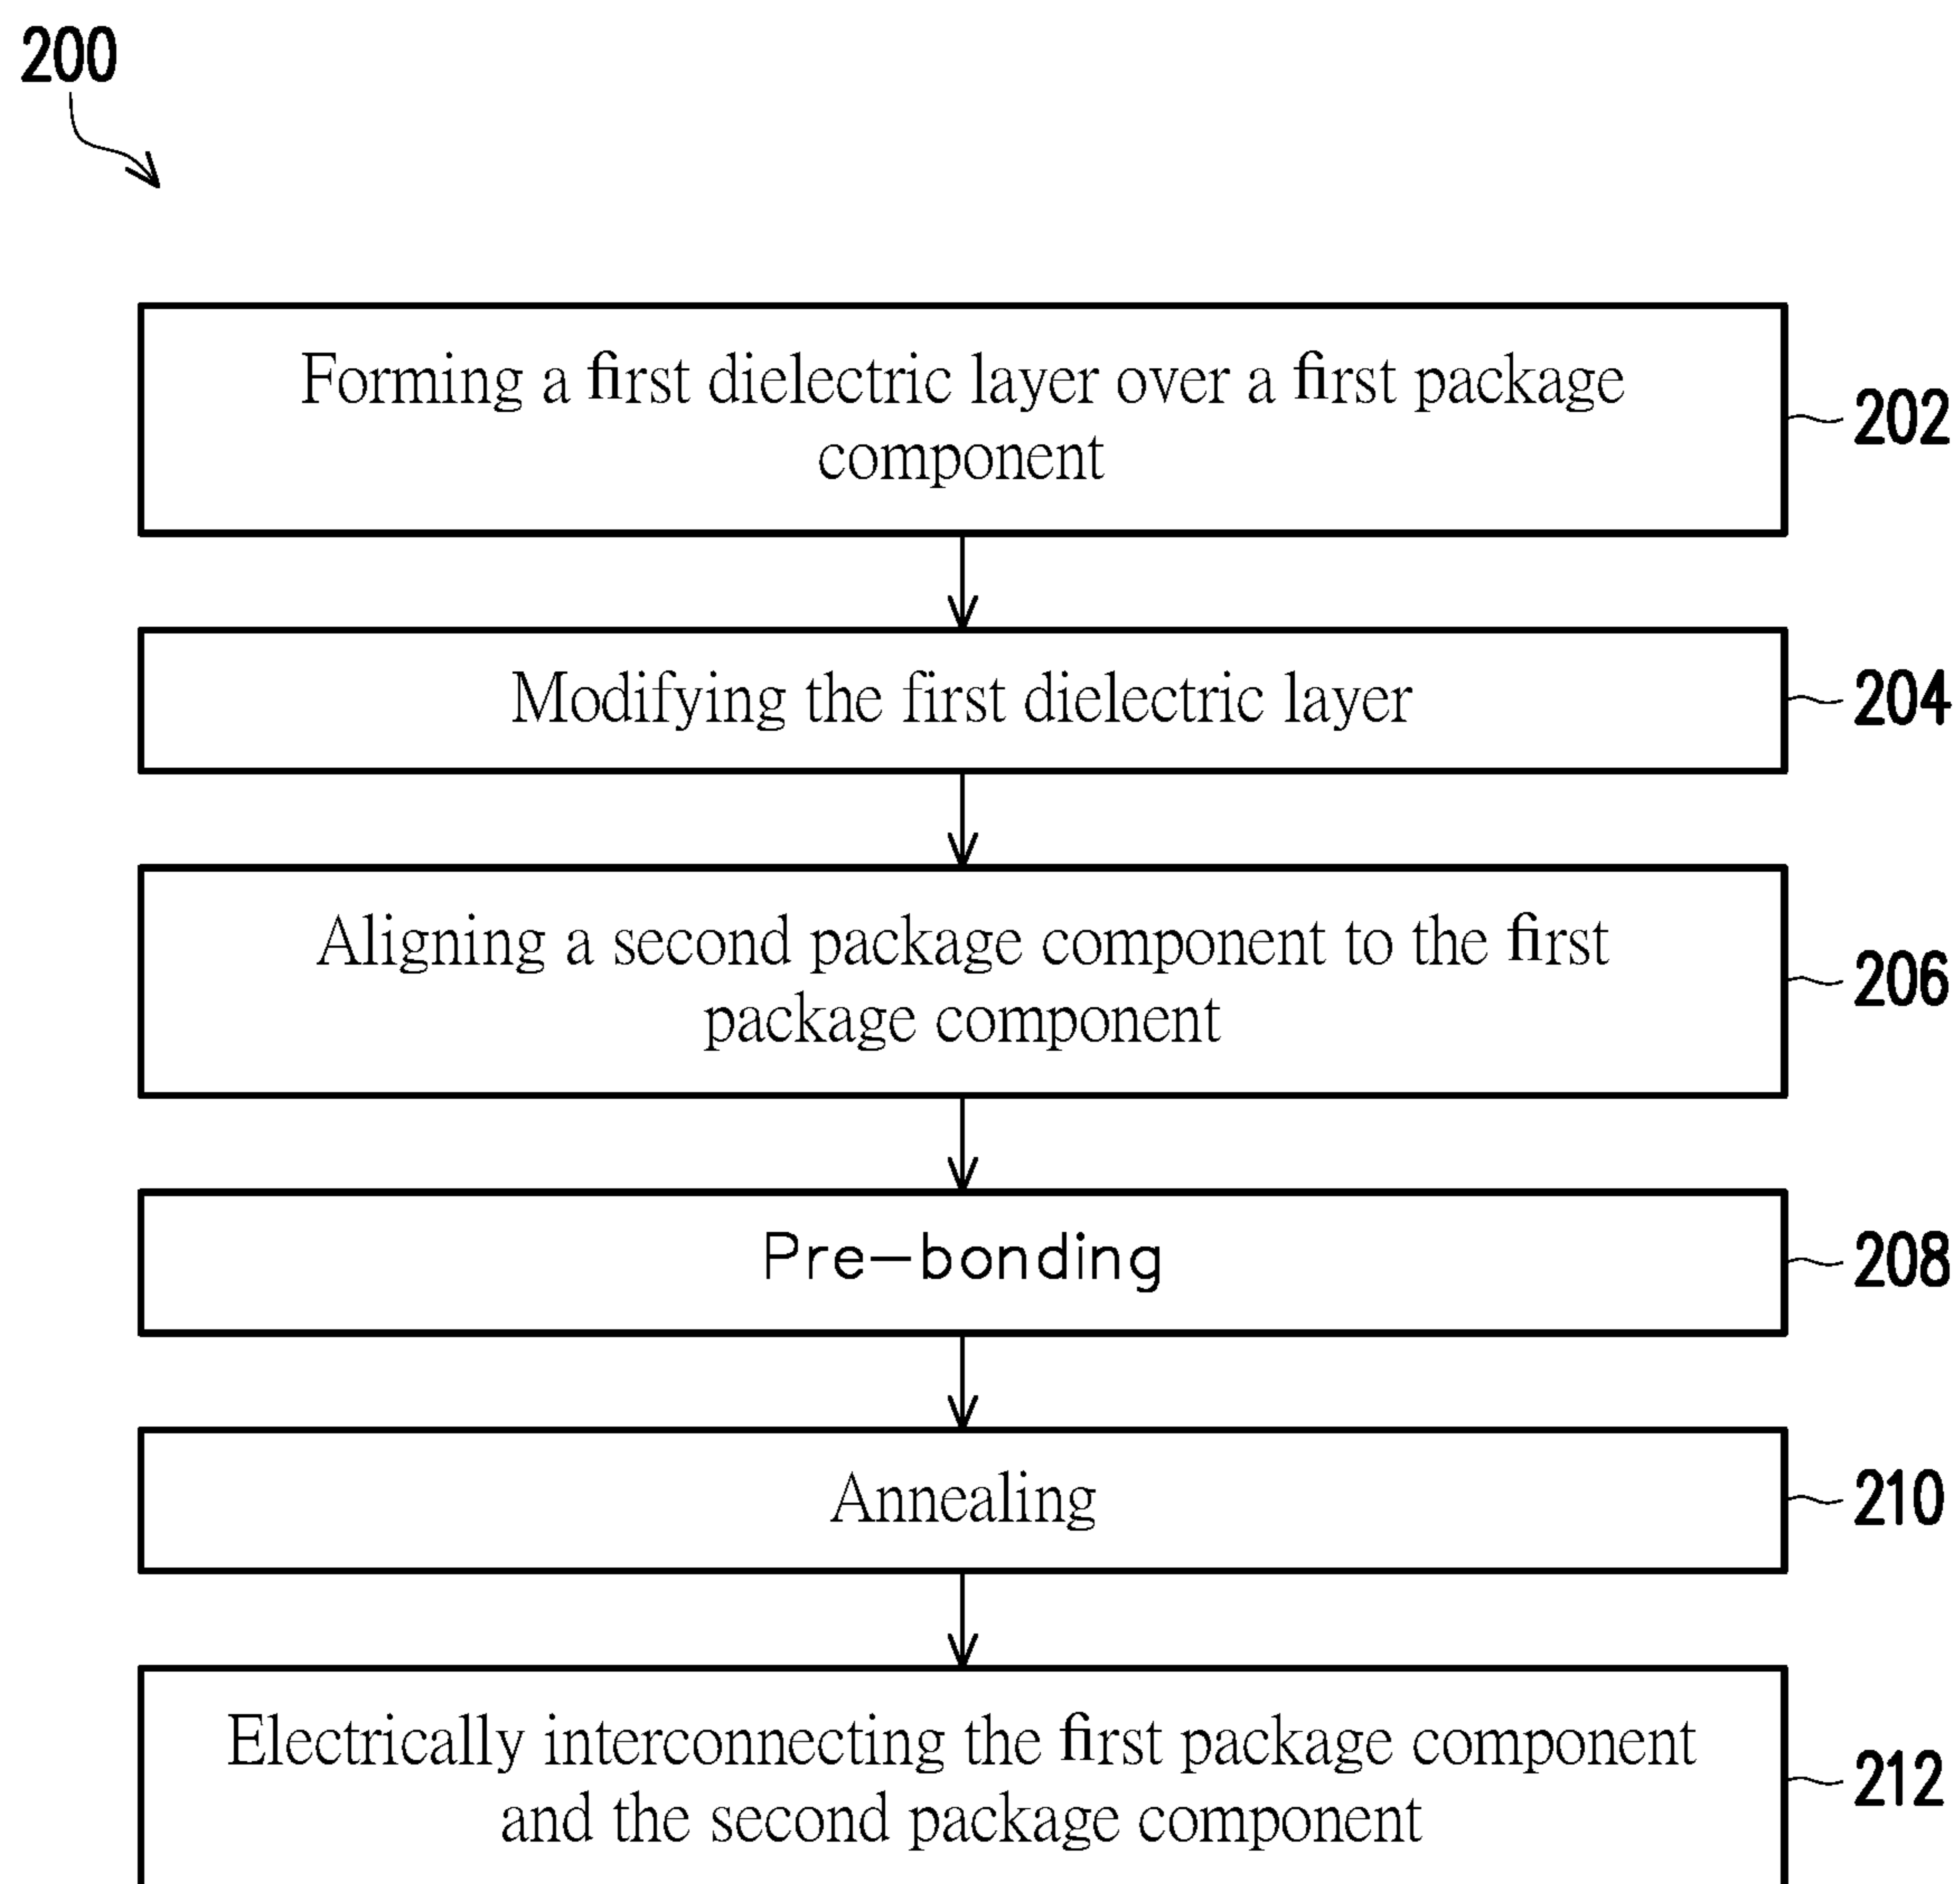 200
Forming a first dielectric layer over a first package
component
202
Modifying the first dielectric layer
204
Aligning a second package component to the first
package component
206
Pre-bonding
208
Annealing
210
Electrically interconnecting the first package component
and the second package component
212